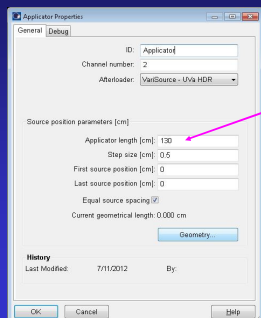 Applicator Properties
General Debug
ID: Applicator
Channel number: 2
Afterloader: VariSource - UVa HDR
Source position parameters [cm]
Applicator length [cm]: 130
Step size [cm]: 0.5
First source position [cm]: 0
Last source position [cm]: 0
Equal source spacing
Current geometrical length: 0.000 cm
Geometry...
History
Last Modified: 7/11/2012 By:
OK Cancel Help